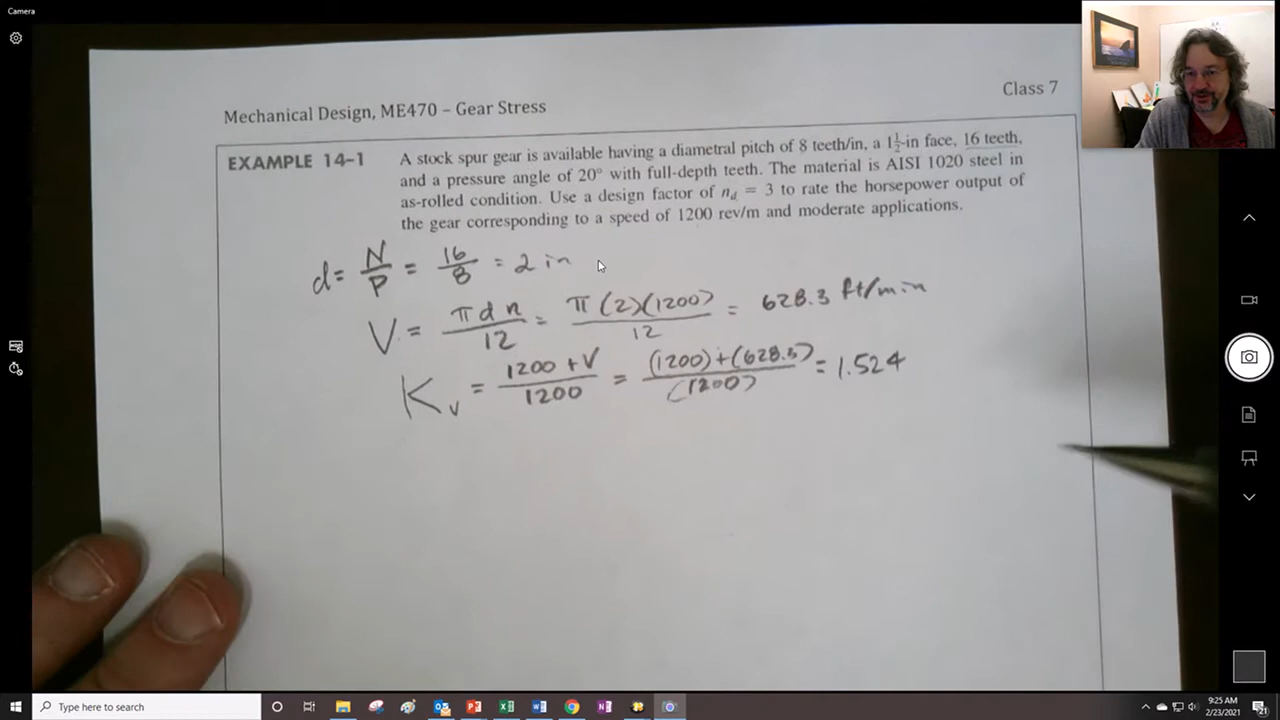 Camera
Mechanical Design, ME470 – Gear Stress
Class 7
EXAMPLE 14–1
A stock spur gear is available having a diametral pitch of 8 teeth/in, a 1½-in face, 16 teeth,
and a pressure angle of 20° with full-depth teeth. The material is AISI 1020 steel in
as-rolled condition. Use a design factor of n_d = 3 to rate the horsepower output of
the gear corresponding to a speed of 1200 rev/m and moderate applications.
d = N/P = 16/8 = 2 in
V = πdn/12 = π(2)(1200)/12 = 628.3 ft/min
K_v = 1200 + V/1200 = (1200)+(628.3)/(1200) = 1.524
Type here to search
9:25 AM
2/23/2021
21